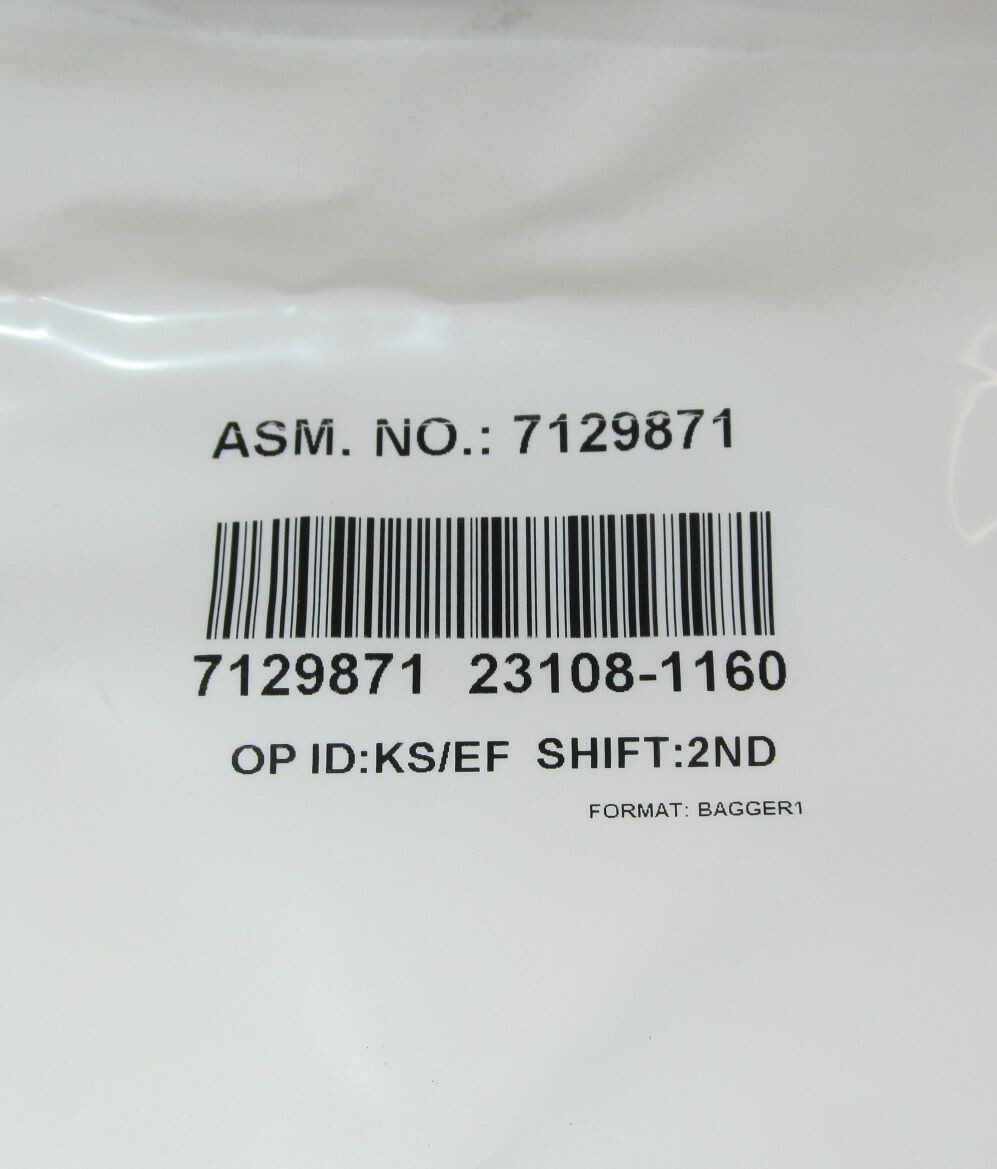 ASM. NO.: 7129871
7129871 23108-1160
OP ID:KS/EF SHIFT:2ND
FORMAT: BAGGER1